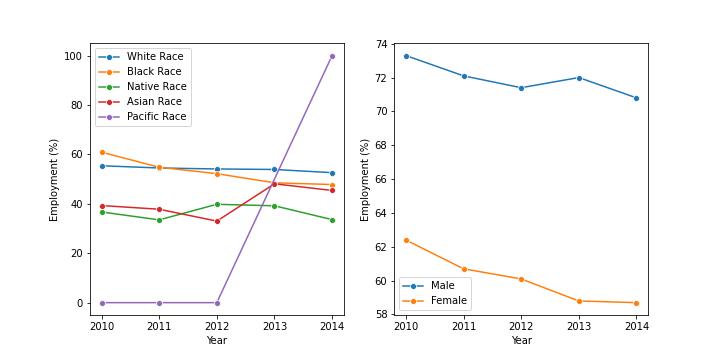 White Race
Black Race
Native Race
Asian Race
Pacific Race
100
80
60
40
20
0
Employment (%)
2010 2011 2012 2013 2014
Year
74
72
70
68
66
64
62
60
58
Employment (%)
Male
Female
2010 2011 2012 2013 2014
Year